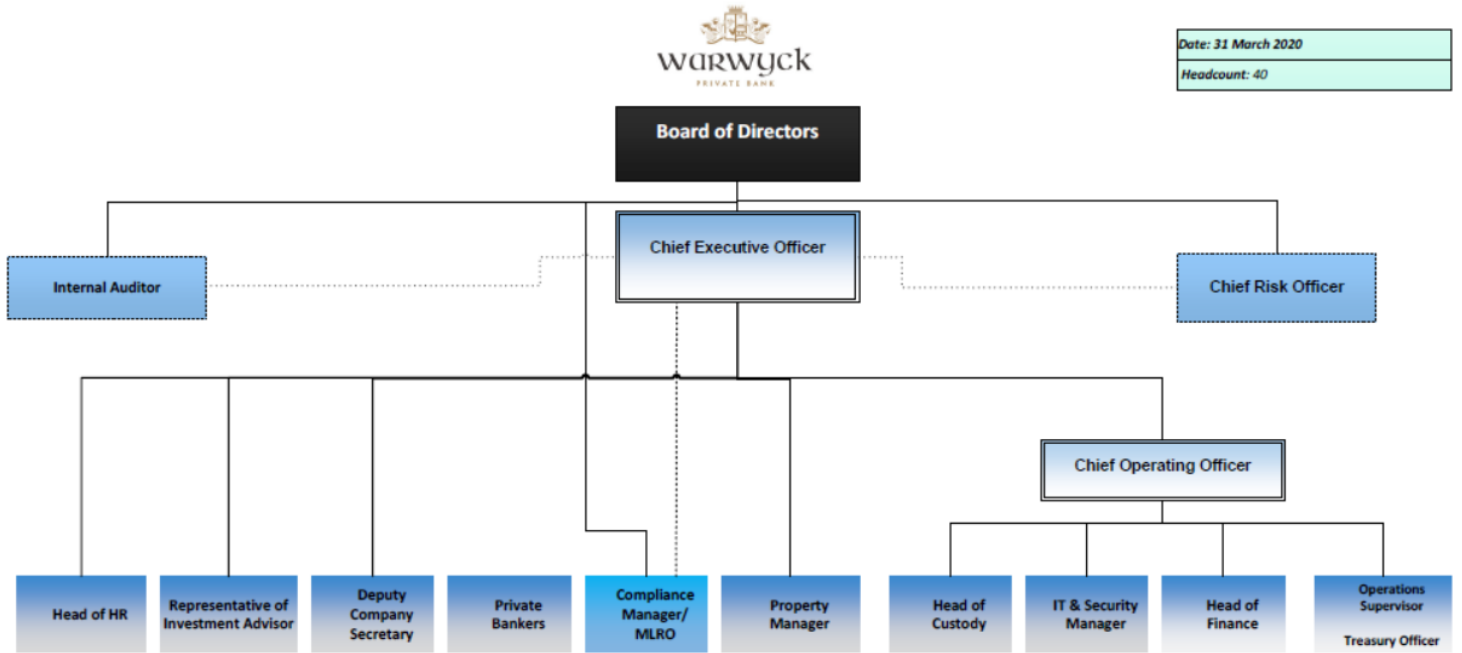 warwyck
PRIVATE BANK
Date: 31 March 2020
Headcount: 40
Board of Directors
Chief Executive Officer
Internal Auditor
Chief Risk Officer
Chief Operating Officer
Head of HR
Representative of
Investment Advisor
Deputy
Company
Secretary
Private
Bankers
Compliance
Manager/
MLRO
Property
Manager
Head of
Custody
IT & Security
Manager
Head of
Finance
Operations
Supervisor
Treasury Officer